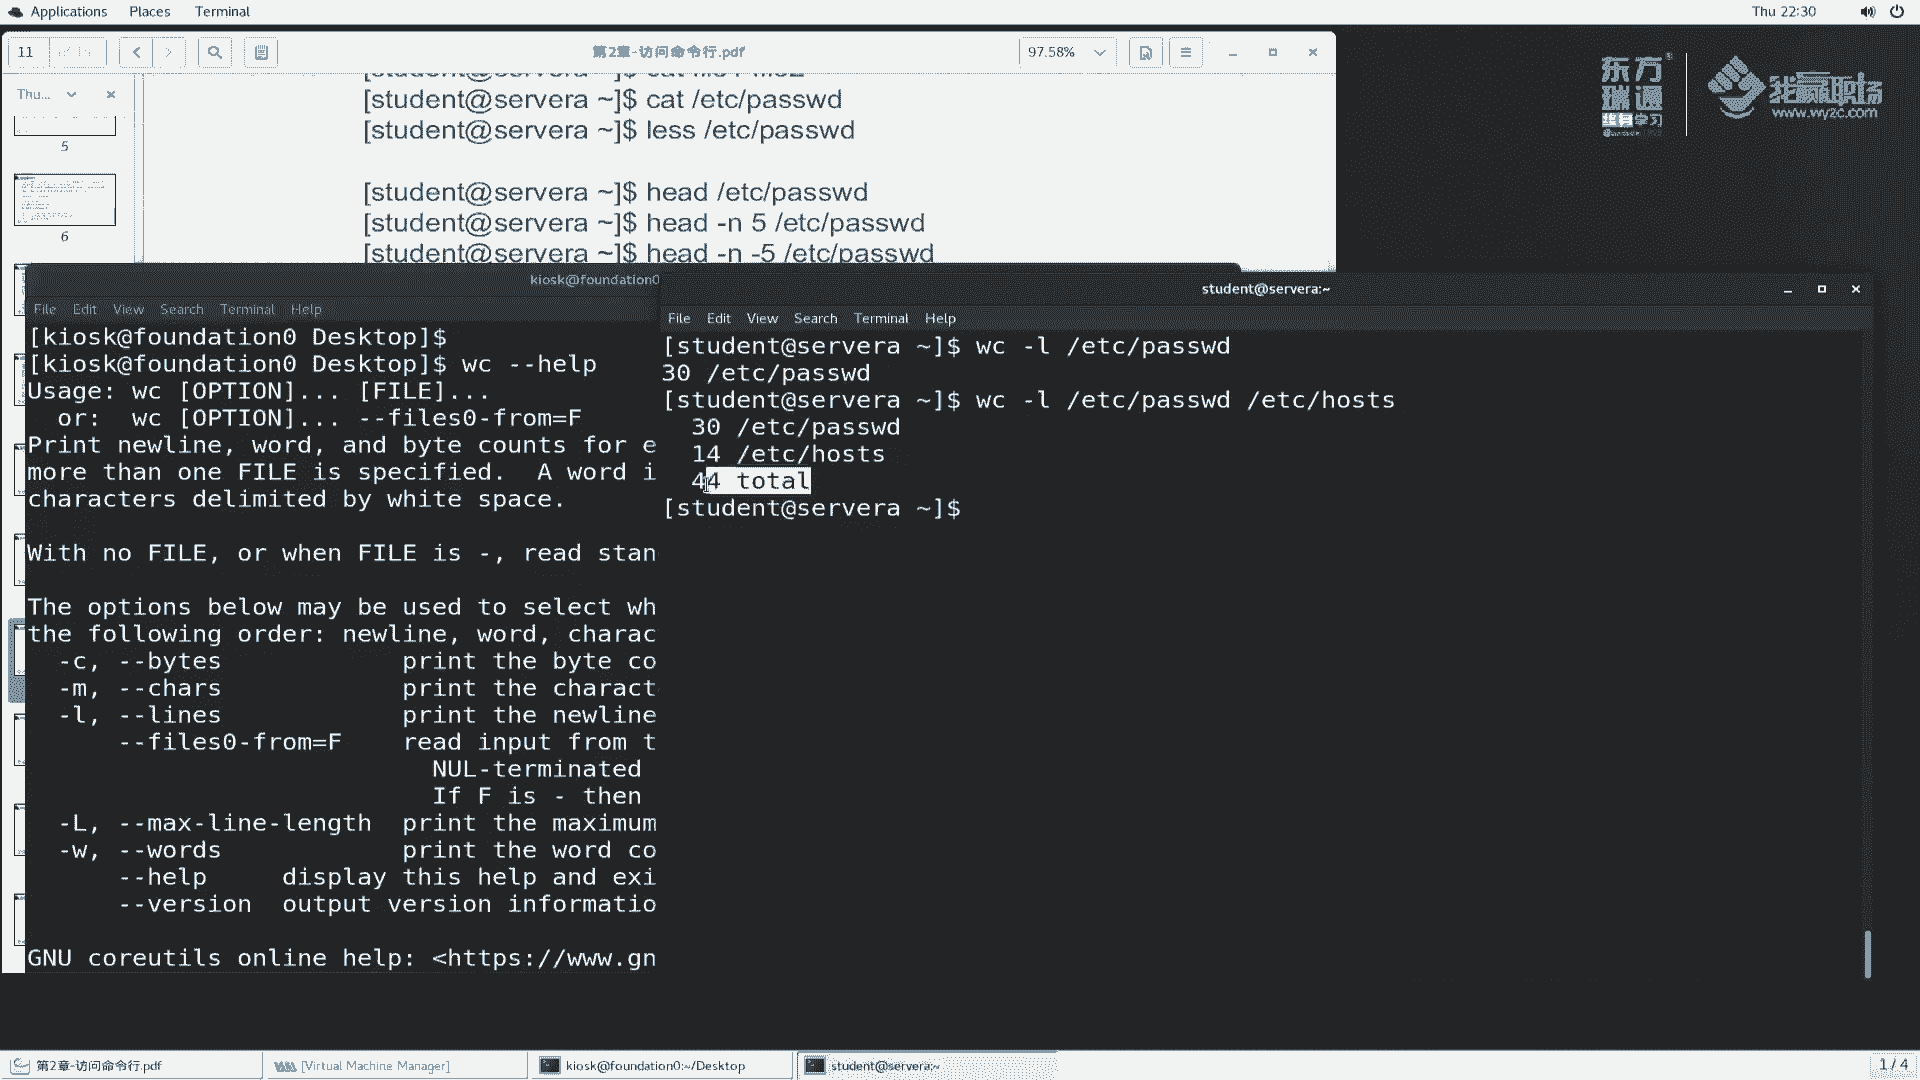 Applications Places Terminal Thu 22:30
11
第2章-访问命令行.pdf
97.58%
Thu...
5
6
[student@servera ~]$ cat /etc/passwd
[student@servera ~]$ less /etc/passwd
[student@servera ~]$ head /etc/passwd
[student@servera ~]$ head -n 5 /etc/passwd
[student@servera ~]$ head -n -5 /etc/passwd
东方瑞通
终身学习
我赢职场
www.wy2c.com
kiosk@foundation0
File Edit View Search Terminal Help
[kiosk@foundation0 Desktop]$
[kiosk@foundation0 Desktop]$ wc --help
Usage: wc [OPTION]... [FILE]...
or: wc [OPTION]... --files0-from=F
Print newline, word, and byte counts for e
more than one FILE is specified. A word i
characters delimited by white space.
With no FILE, or when FILE is -, read stan
The options below may be used to select wh
the following order: newline, word, charac
-c, --bytes print the byte co
-m, --chars print the charact
-l, --lines print the newline
--files0-from=F read input from t
NUL-terminated
If F is - then
-L, --max-line-length print the maximum
-w, --words print the word co
--help display this help and exi
--version output version informatio
GNU coreutils online help: <https://www.gn
student@servera:~
File Edit View Search Terminal Help
[student@servera ~]$ wc -l /etc/passwd
30 /etc/passwd
[student@servera ~]$ wc -l /etc/passwd /etc/hosts
30 /etc/passwd
14 /etc/hosts
44 total
[student@servera ~]$
第2章-访问命令行.pdf
[Virtual Machine Manager]
kiosk@foundation0:~/Desktop
student@servera:~
1 / 4